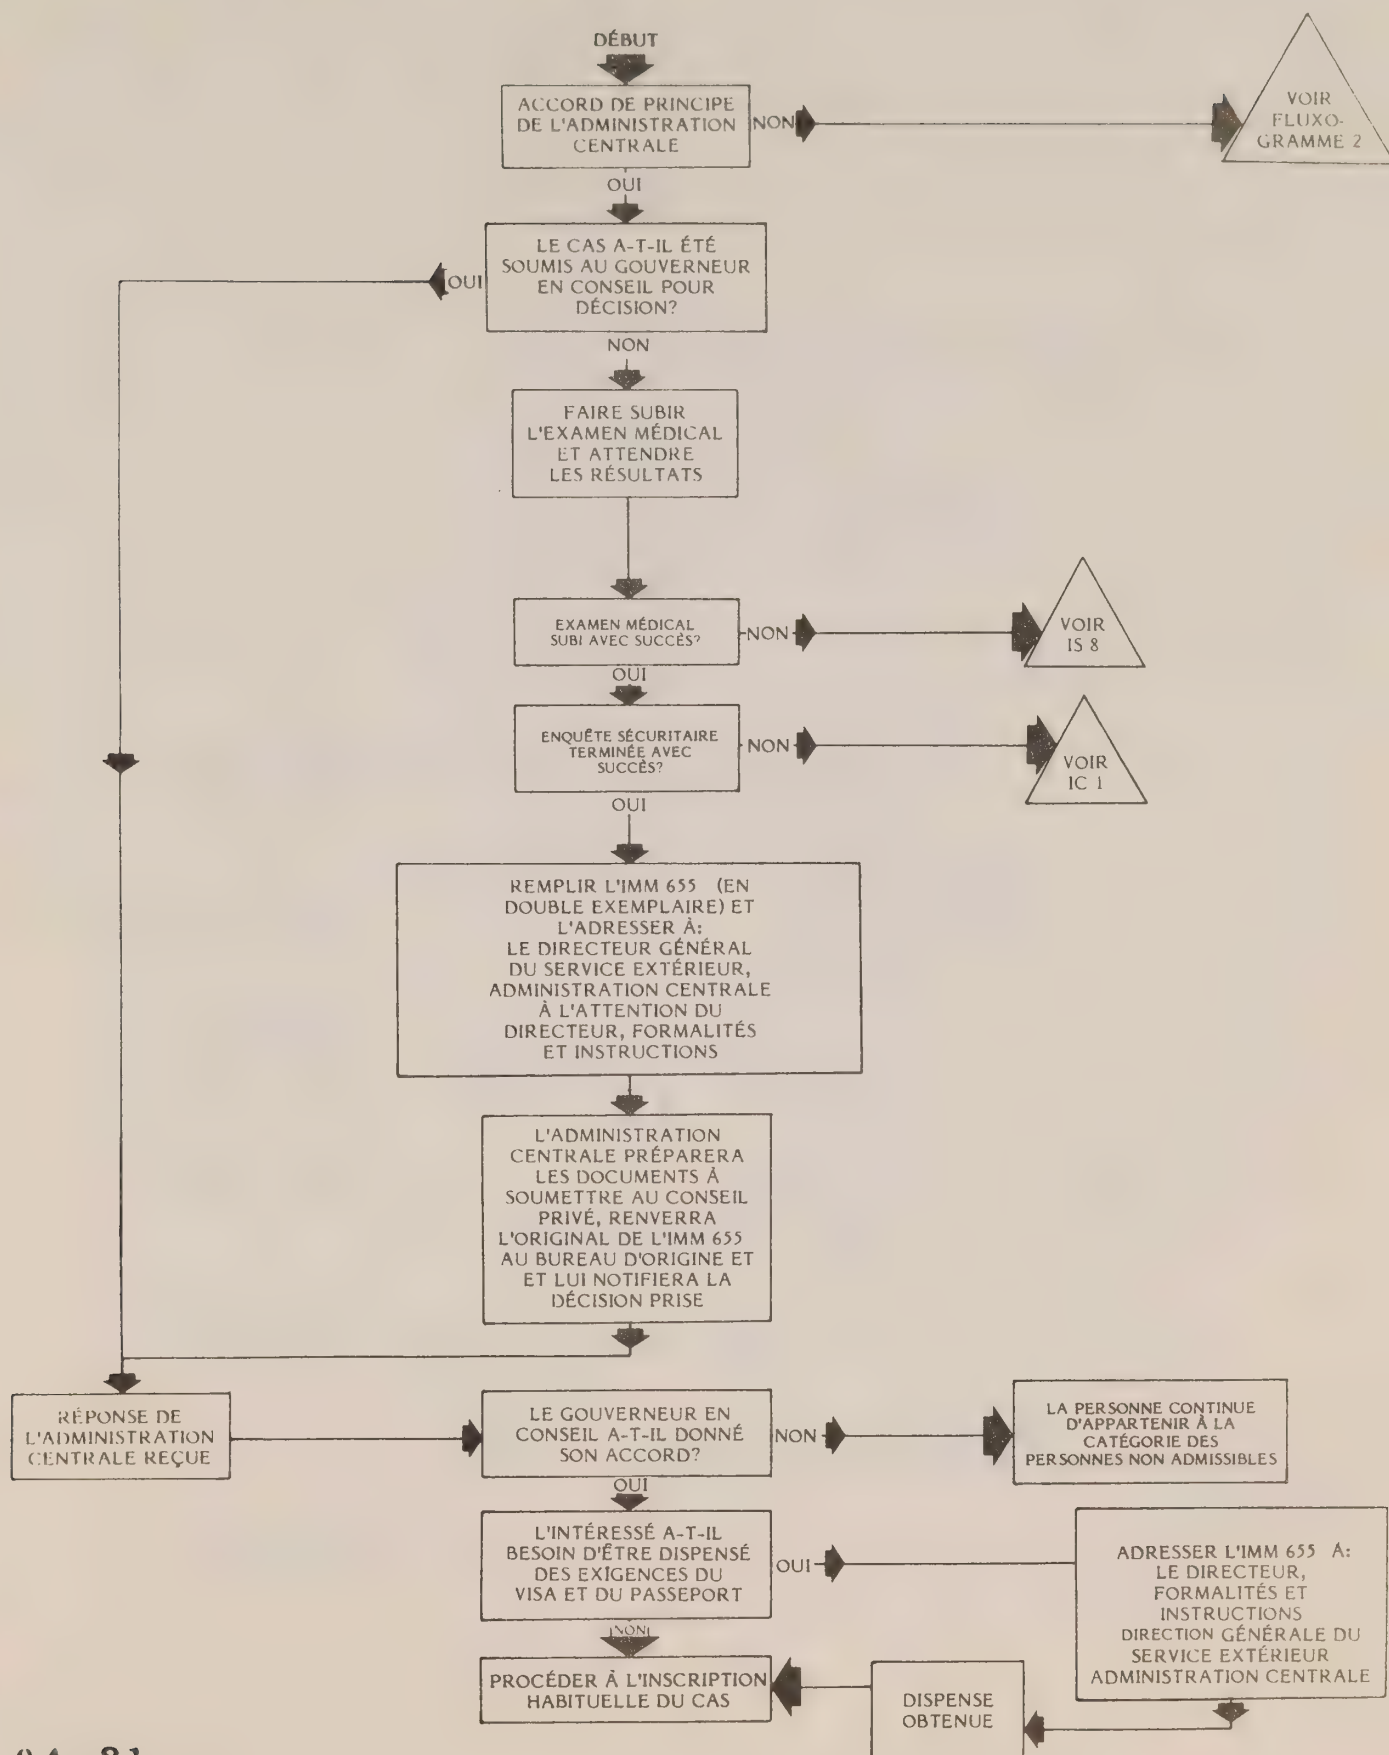 DÉBUT
ACCORD DE PRINCIPE
DE L'ADMINISTRATION
CENTRALE
NON
VOIR
FLUXO-
GRAMME 2
OUI
LE CAS A-T-IL ÉTÉ
SOUMIS AU GOUVERNEUR
EN CONSEIL POUR
DÉCISION?
OUI
NON
FAIRE SUBIR
L'EXAMEN MÉDICAL
ET ATTENDRE
LES RÉSULTATS
EXAMEN MÉDICAL
SUBI AVEC SUCCÈS?
NON
VOIR
IS 8
OUI
ENQUÊTE SÉCURITAIRE
TERMINÉE AVEC
SUCCÈS?
NON
VOIR
IC 1
OUI
REMPLIR L'IMM 655 (EN
DOUBLE EXEMPLAIRE) ET
L'ADRESSER À:
LE DIRECTEUR GÉNÉRAL
DU SERVICE EXTÉRIEUR,
ADMINISTRATION CENTRALE
À L'ATTENTION DU
DIRECTEUR, FORMALITÉS
ET INSTRUCTIONS
L'ADMINISTRATION
CENTRALE PRÉPARERA
LES DOCUMENTS À
SOUMETTRE AU CONSEIL
PRIVÉ, RENVERRA
L'ORIGINAL DE L'IMM 655
AU BUREAU D'ORIGINE ET
ET LUI NOTIFIERA LA
DÉCISION PRISE
RÉPONSE DE
L'ADMINISTRATION
CENTRALE REÇUE
LE GOUVERNEUR EN
CONSEIL A-T-IL DONNÉ
SON ACCORD?
NON
LA PERSONNE CONTINUE
D'APPARTENIR À LA
CATÉGORIE DES
PERSONNES NON ADMISSIBLES
OUI
L'INTÉRESSÉ A-T-IL
BESOIN D'ÊTRE DISPENSÉ
DES EXIGENCES DU
VISA ET DU PASSEPORT
OUI
ADRESSER L'IMM 655 À:
LE DIRECTEUR,
FORMALITÉS ET
INSTRUCTIONS
DIRECTION GÉNÉRALE DU
SERVICE EXTÉRIEUR
ADMINISTRATION CENTRALE
NON
PROCÉDER À L'INSCRIPTION
HABITUELLE DU CAS
DISPENSE
OBTENUE